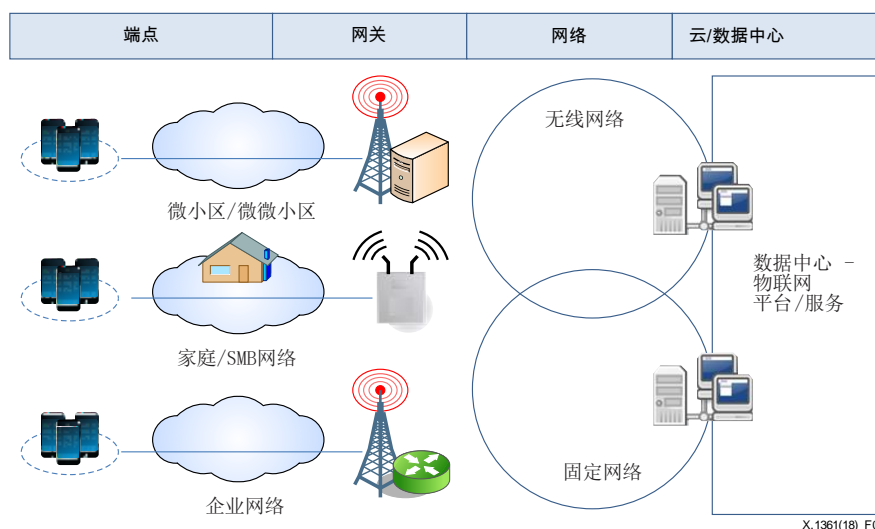 端点
网关
网络
云/数据中心
无线网络
微小区/微微小区
数据中心 -
物联网
平台/服务
家庭/SMB网络
固定网络
企业网络